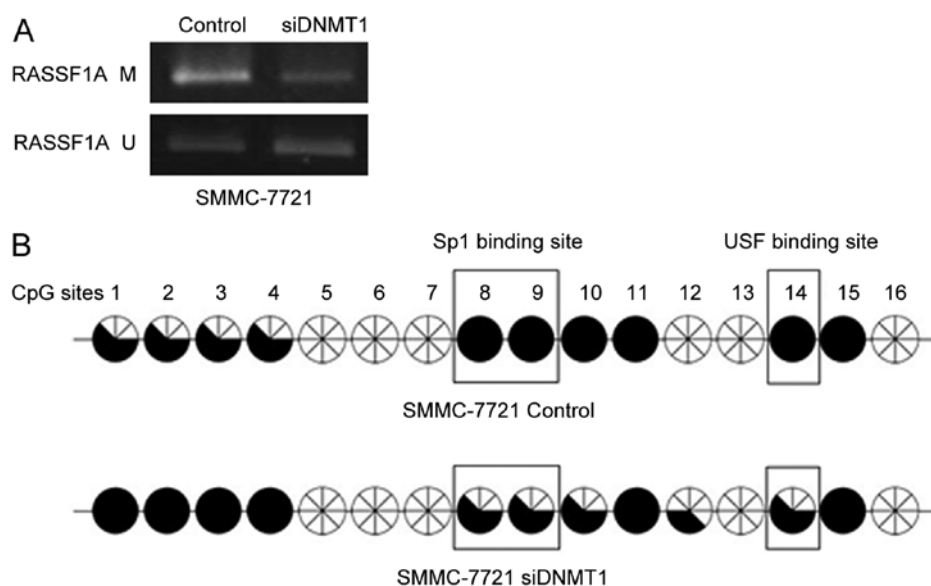 A
Control siDNMT1
RASSF1A M
RASSF1A U
SMMC-7721
B
Sp1 binding site USF binding site
CpG sites 1 2 3 4 5 6 7 8 9 10 11 12 13 14 15 16
SMMC-7721 Control
SMMC-7721 siDNMT1